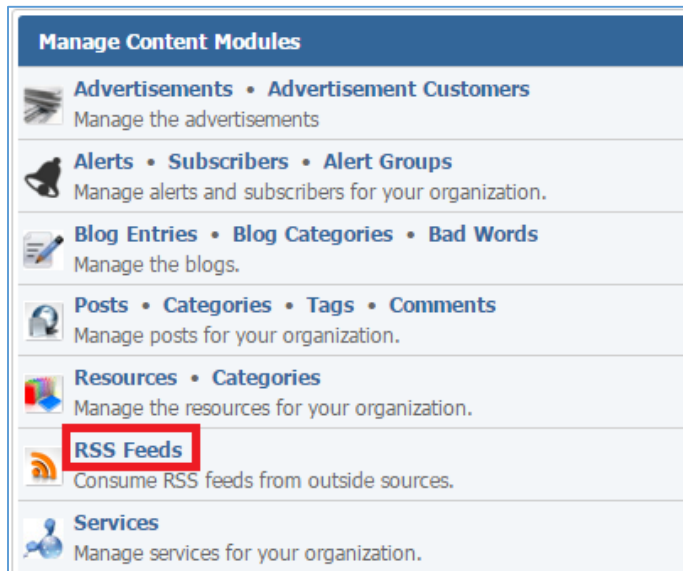 Manage Content Modules
Advertisements • Advertisement Customers
Manage the advertisements
Alerts • Subscribers • Alert Groups
Manage alerts and subscribers for your organization.
Blog Entries • Blog Categories • Bad Words
Manage the blogs.
Posts • Categories • Tags • Comments
Manage posts for your organization.
Resources • Categories
Manage the resources for your organization.
RSS Feeds
Consume RSS feeds from outside sources.
Services
Manage services for your organization.